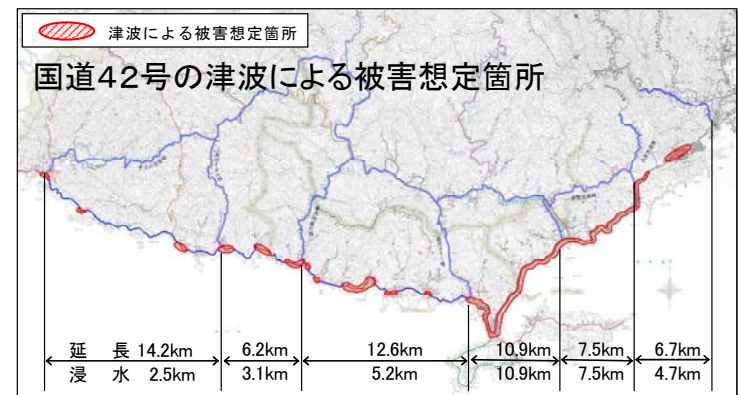 津波による被害想定箇所
国道42号の津波による被害想定箇所
延 長 14.2km 6.2km 12.6km 10.9km 7.5km 6.7km
浸 水 2.5km 3.1km 5.2km 10.9km 7.5km 4.7km